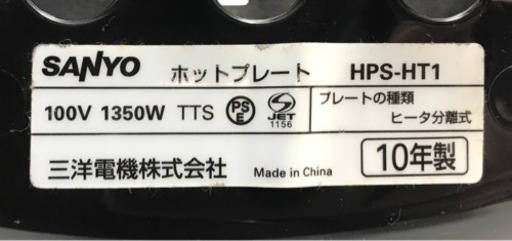 SANYO ホットプレート HPS-HT1
100V 1350W TTS PSE S JET 1156 プレートの種類
ヒータ分離式
三洋電機株式会社 Made in China 10年製